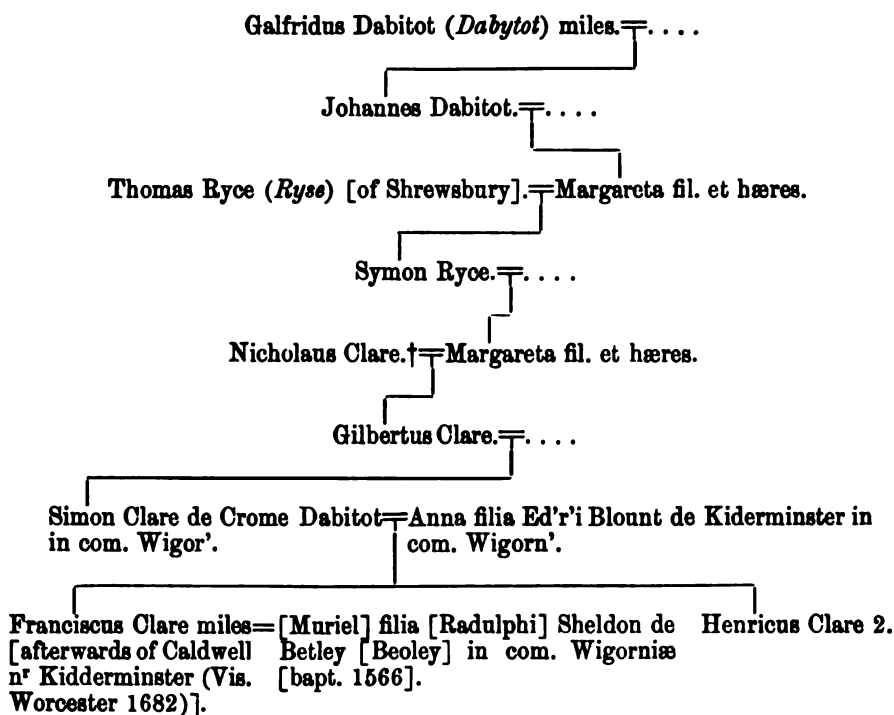 Galfridus Dabitot (Dabytot) miles.=....
Johannes Dabitot.=....
Thomas Ryce (Ryse) [of Shrewsbury].=Margareta fil. et hæres.
Symon Ryce.=....
Nicholaus Clare.†=Margareta fil. et hæres.
Gilbertus Clare.=....
Simon Clare de Crome Dabitot=Anna filia Ed'r'i Blount de Kiderminster in
in com. Wigor'. com. Wigorn'.
Franciscus Clare miles=[Muriel] filia [Radulphi] Sheldon de Henricus Clare 2.
[afterwards of Caldwell Betley [Beoley] in com. Wigorniæ
nʳ Kidderminster (Vis. [bapt. 1566].
Worcester 1682)].